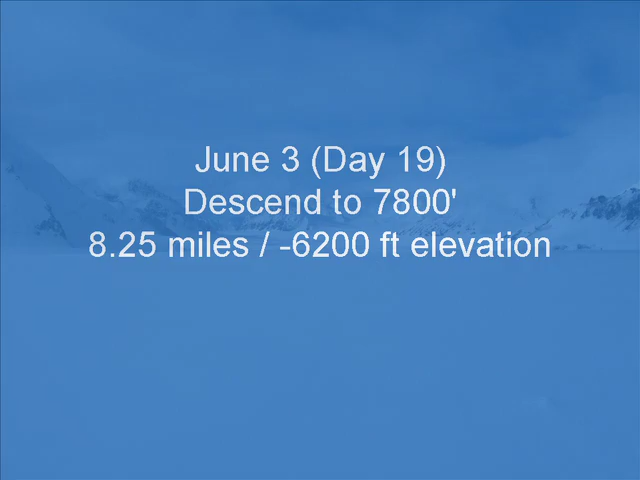 June 3 (Day 19)
Descend to 7800'
8.25 miles / -6200 ft elevation